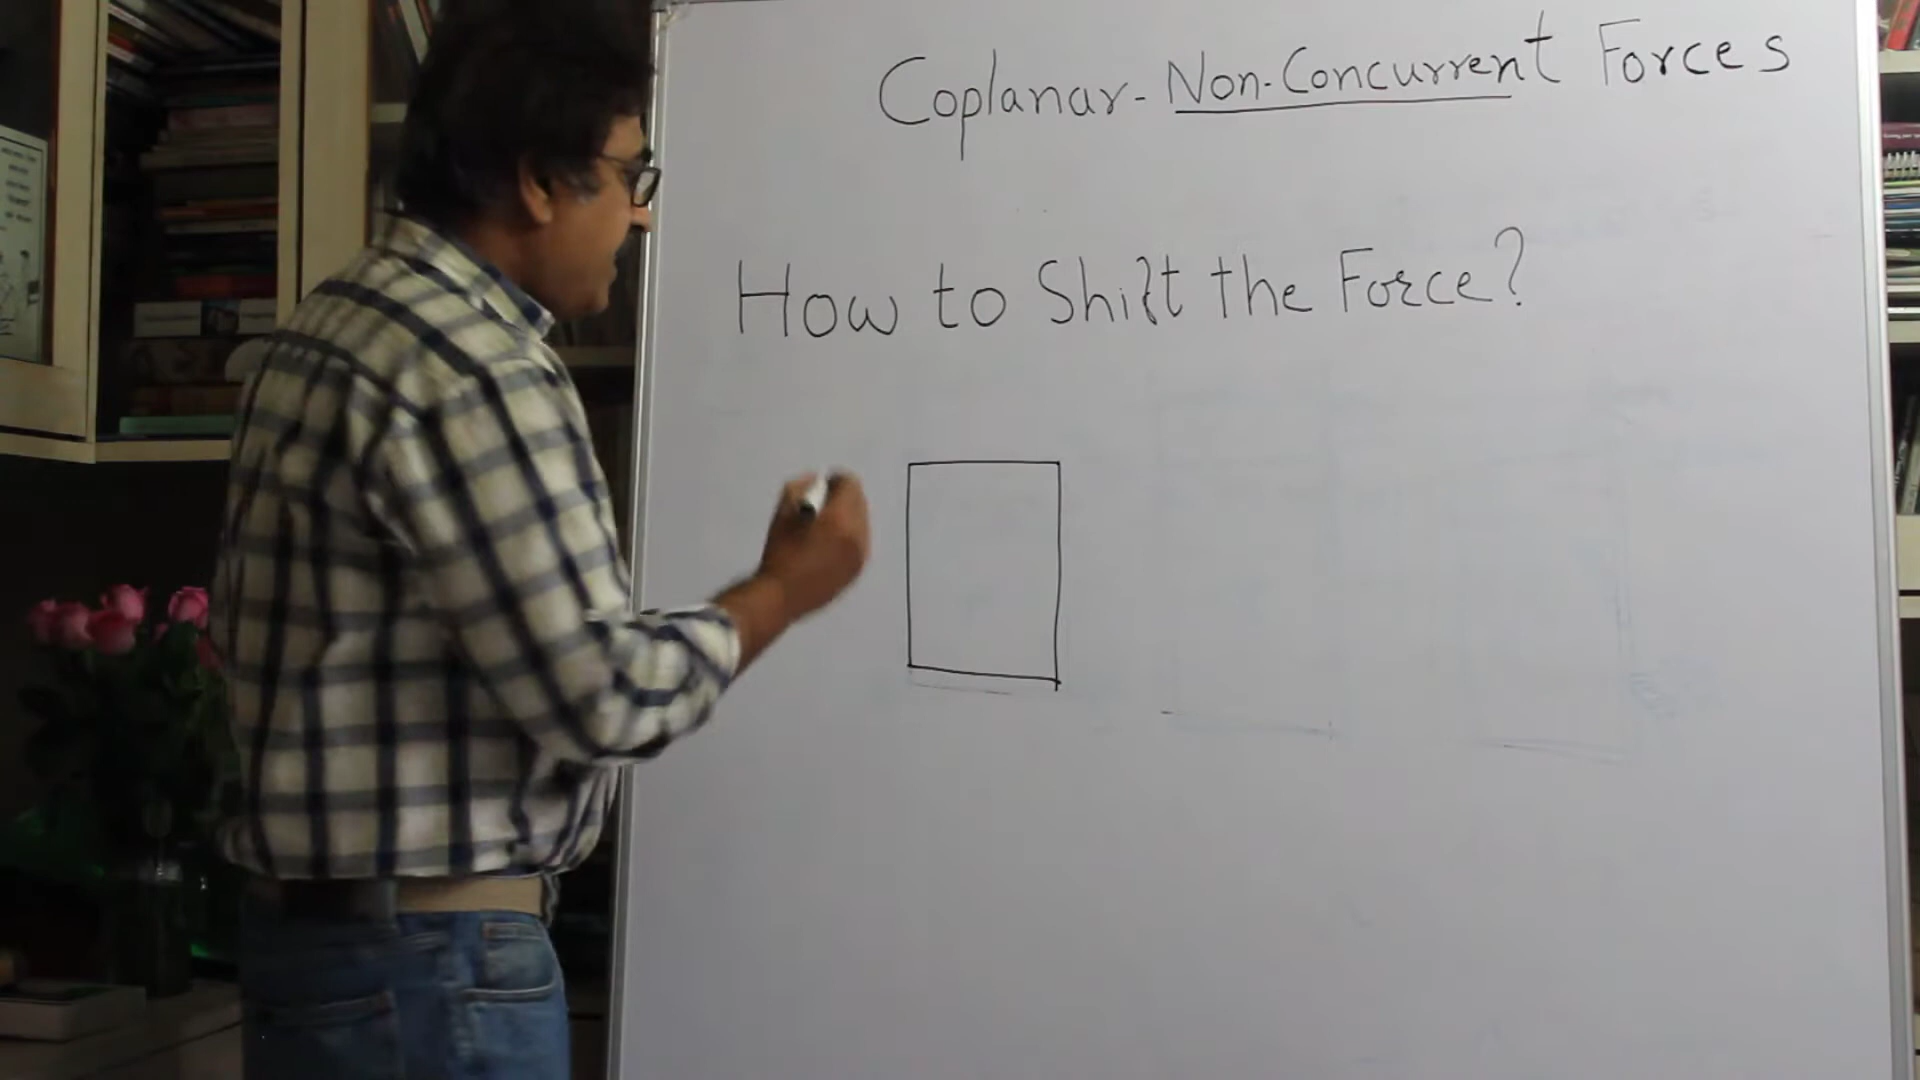 Coplanar- Non-Concurrent Forces
How to Shift the Force?